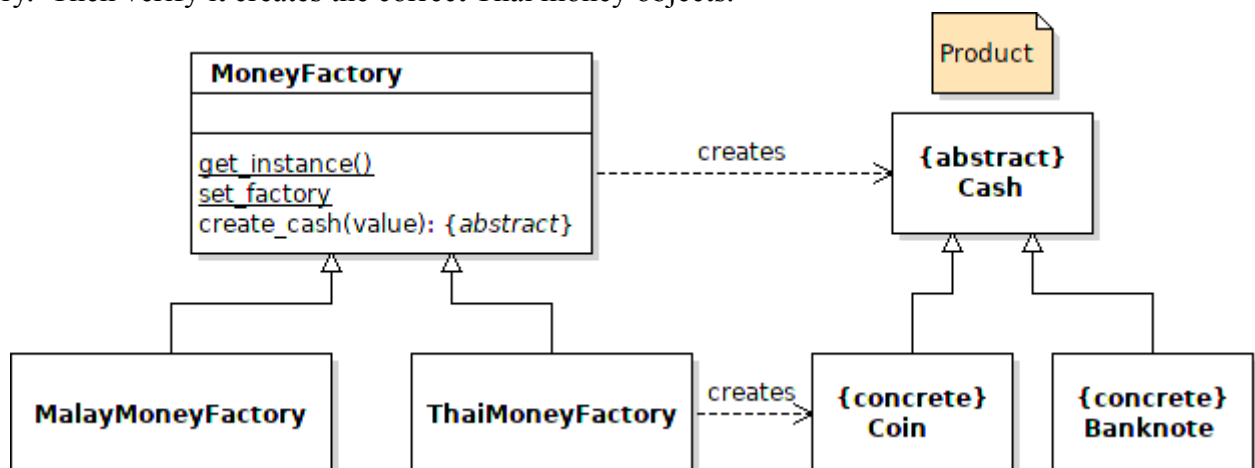 ry. Then verify it creates the correct Thai money objects.
Product
MoneyFactory
get_instance()
set_factory
create_cash(value): {abstract}
creates
{abstract}
Cash
MalayMoneyFactory
ThaiMoneyFactory
creates
{concrete}
Coin
{concrete}
Banknote